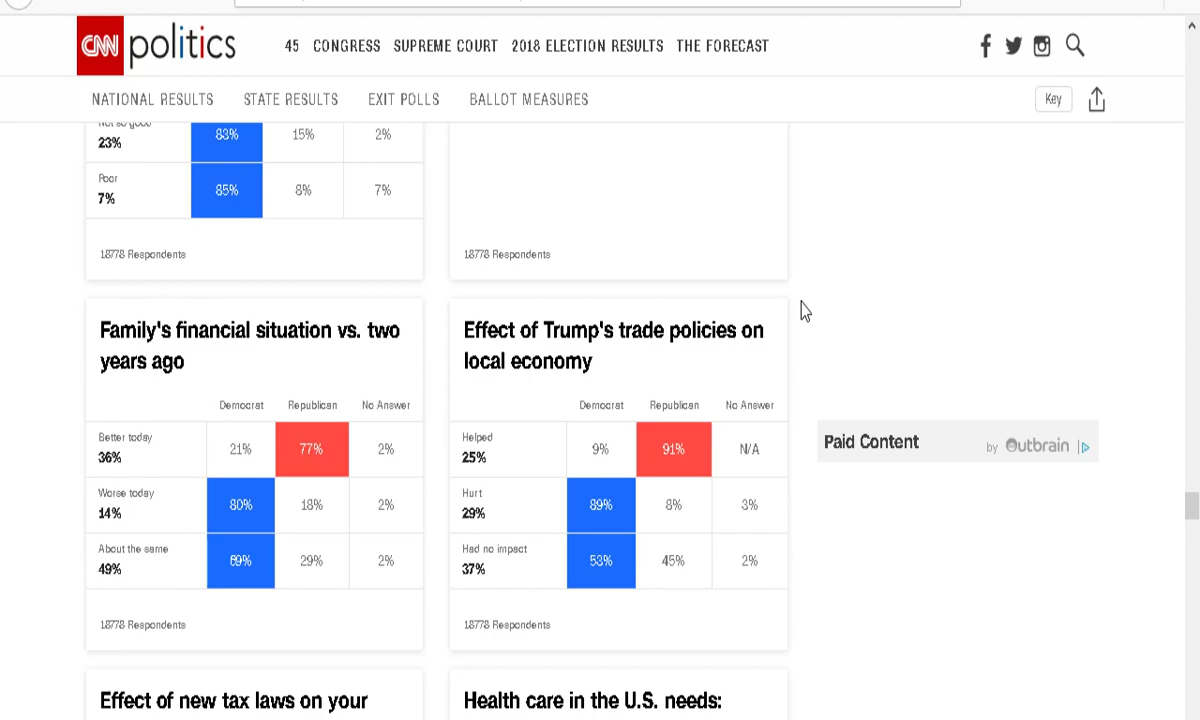 CNN politics 45 CONGRESS SUPREME COURT 2018 ELECTION RESULTS THE FORECAST
NATIONAL RESULTS STATE RESULTS EXIT POLLS BALLOT MEASURES Key
Not so good
23% 83% 15% 2%
Poor
7% 85% 8% 7%
18778 Respondents
18778 Respondents
Family's financial situation vs. two
years ago
Democrat Republican No Answer
Better today
36% 21% 77% 2%
Worse today
14% 80% 18% 2%
About the same
49% 69% 29% 2%
18778 Respondents
Effect of Trump's trade policies on
local economy
Democrat Republican No Answer
Helped
25% 9% 91% N/A
Hurt
29% 89% 8% 3%
Had no impact
37% 53% 45% 2%
18778 Respondents
Paid Content by Outbrain
Effect of new tax laws on your
Health care in the U.S. needs: